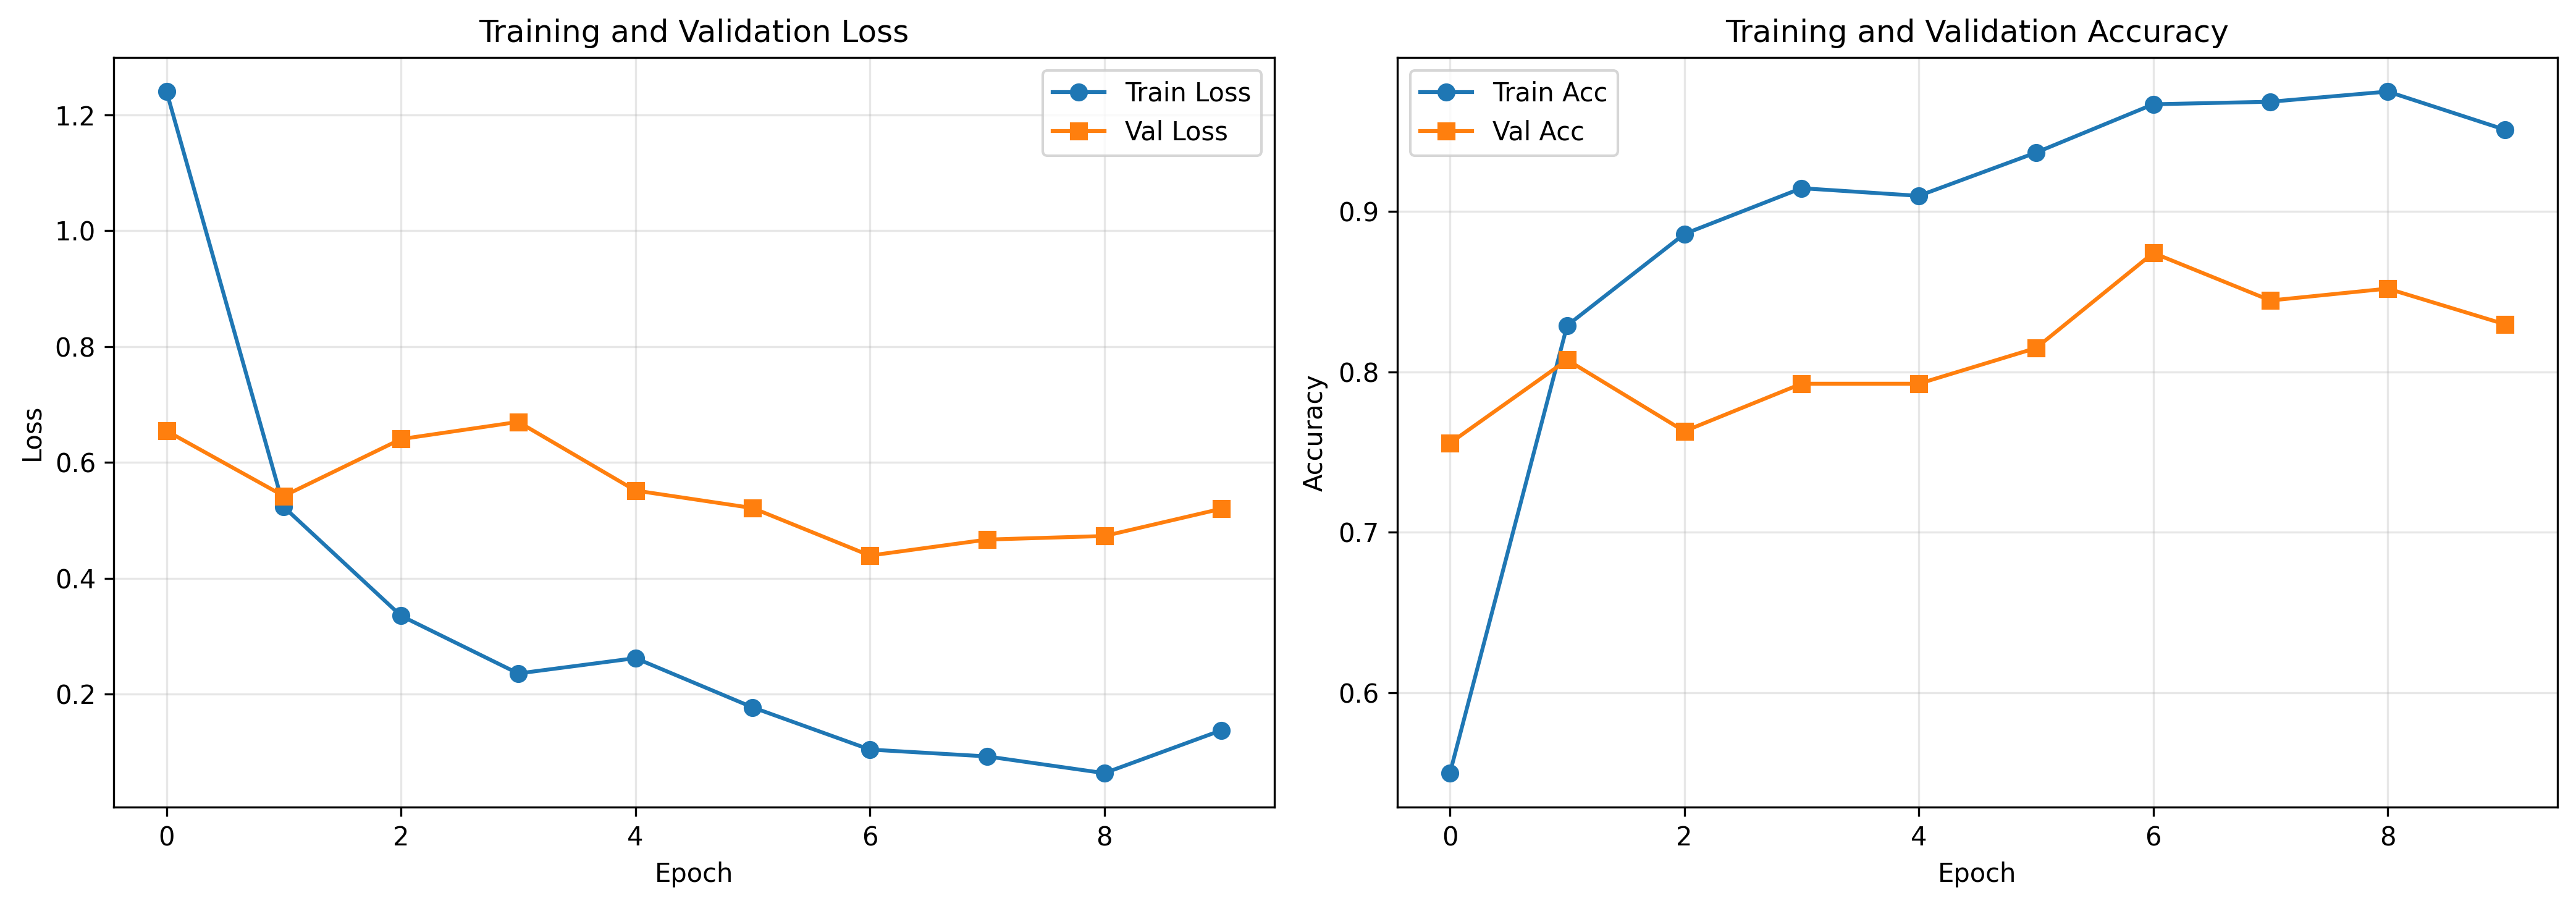 Training and Validation Loss
Train Loss
Val Loss
1.2
1.0
0.8
0.6
0.4
0.2
Loss
0 2 4 6 8
Epoch
Training and Validation Accuracy
Train Acc
Val Acc
0.9
0.8
0.7
0.6
Accuracy
0 2 4 6 8
Epoch